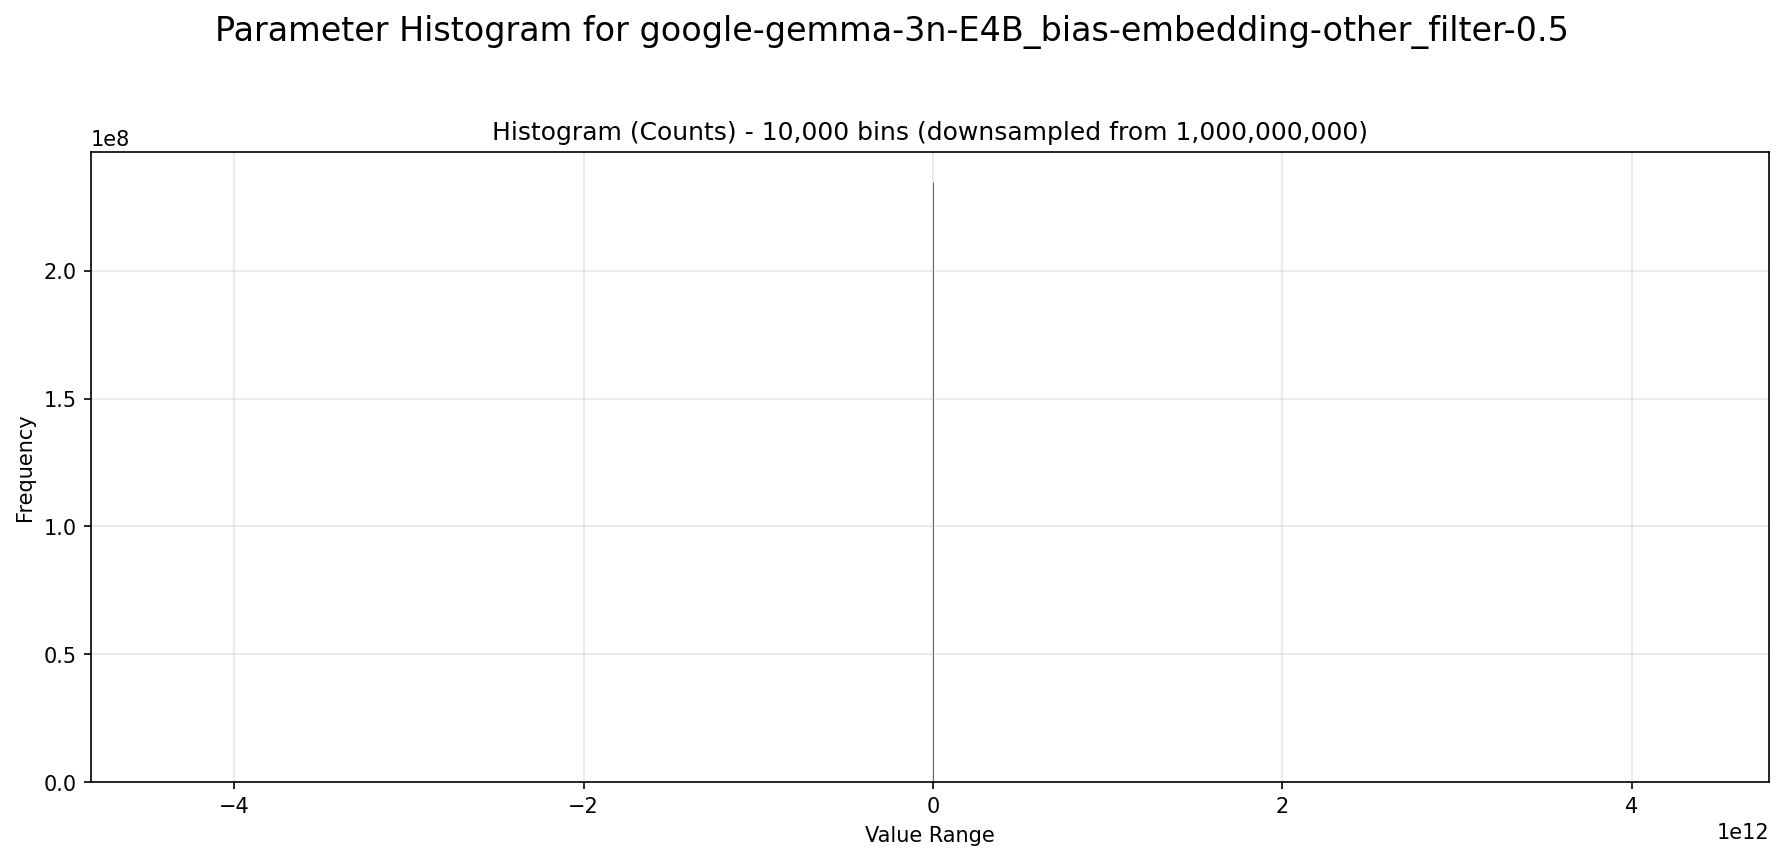 Parameter Histogram for google-gemma-3n-E4B_bias-embedding-other_filter-0.5
Histogram (Counts) - 10,000 bins (downsampled from 1,000,000,000)
1e8
2.0
1.5
1.0
0.5
0.0
Frequency
−4
−2
0
2
4
1e12
Value Range